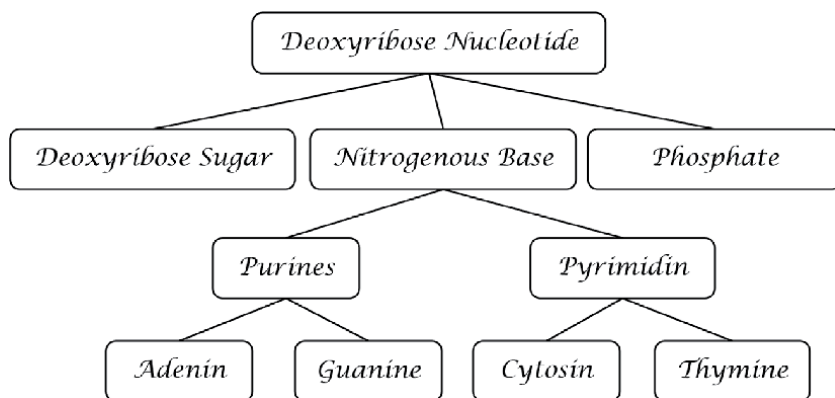 Deoxyribose Nucleotide
Deoxyribose Sugar
Nitrogenous Base
Phosphate
Purines
Pyrimidin
Adenin
Guanine
Cytosin
Thymine